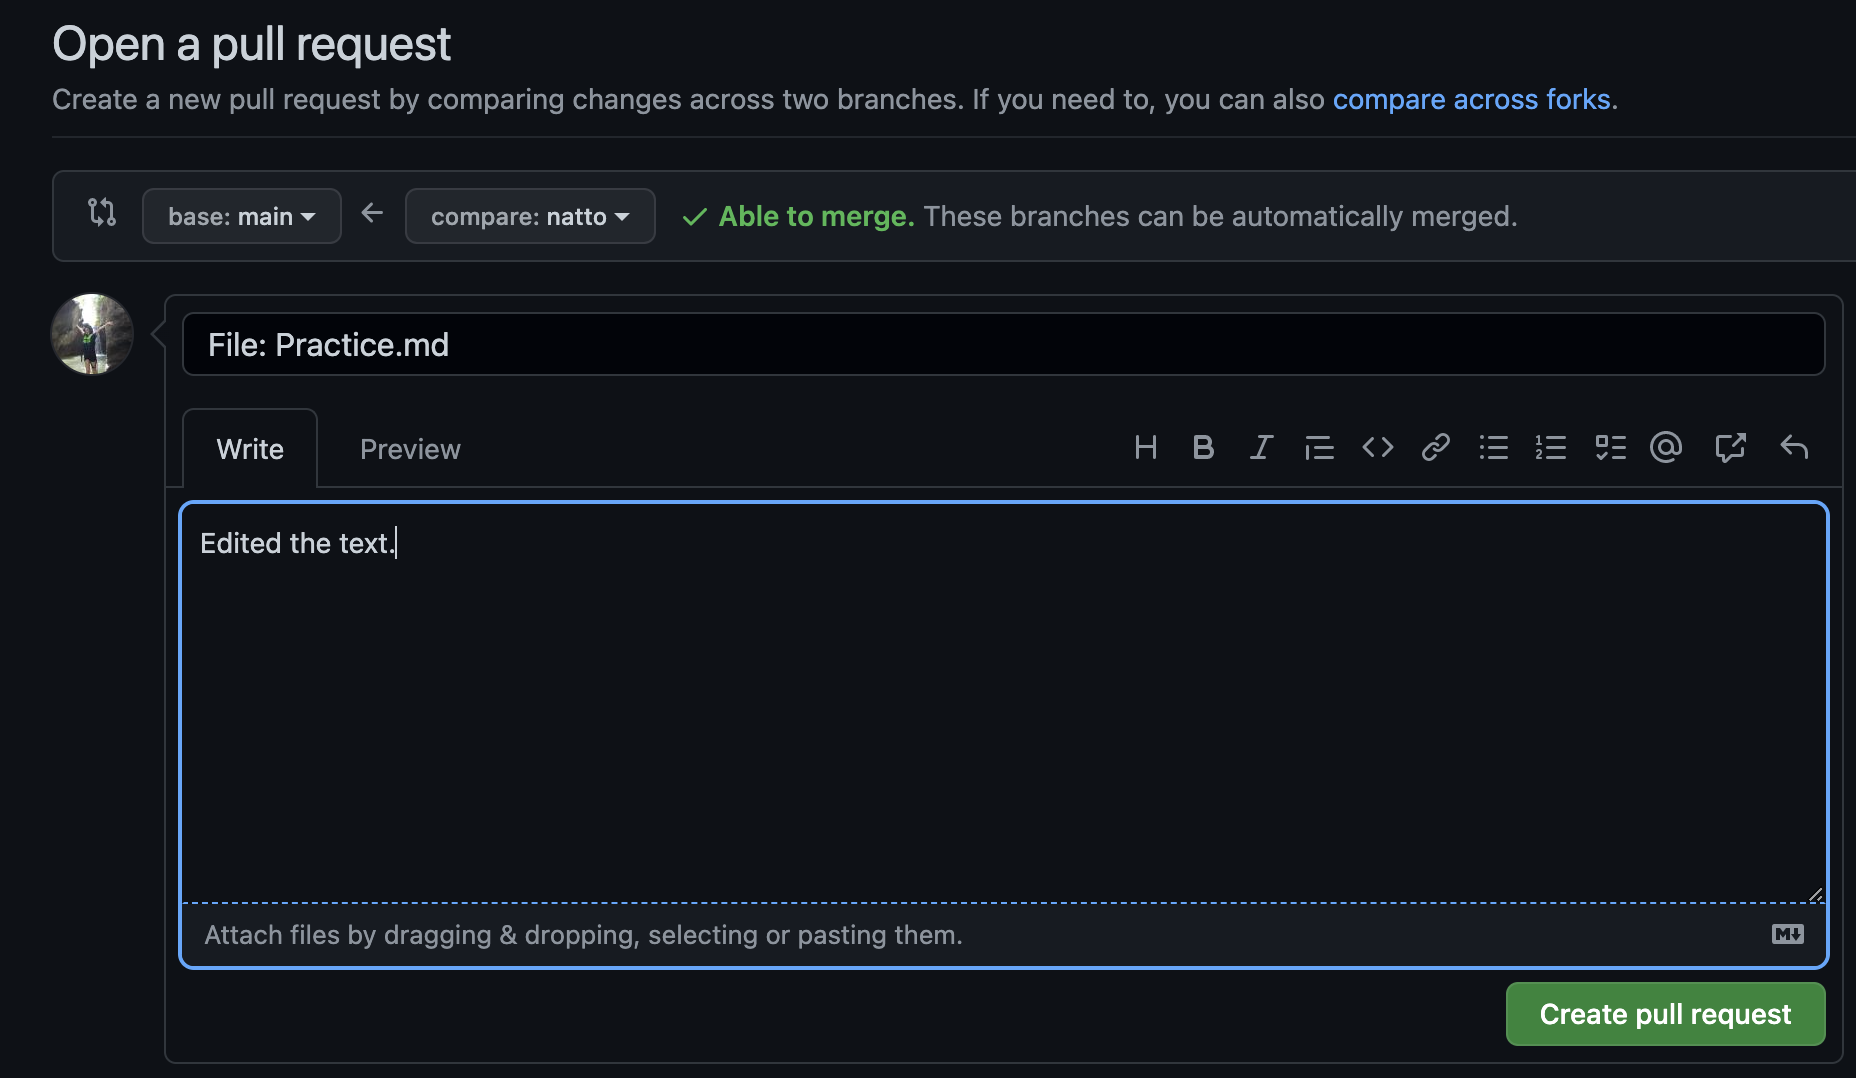 Open a pull request
Create a new pull request by comparing changes across two branches. If you need to, you can also compare across forks.
base: main compare: natto Able to merge. These branches can be automatically merged.
File: Practice.md
Write Preview
Edited the text.
Attach files by dragging & dropping, selecting or pasting them.
Create pull request